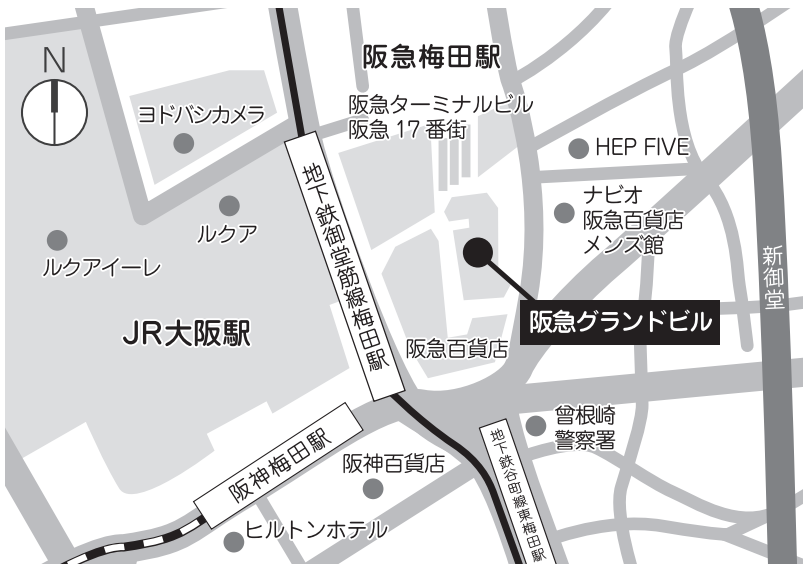 N
阪急梅田駅
阪急ターミナルビル
阪急 17 番街
ヨドバシカメラ
HEP FIVE
ナビオ
阪急百貨店
メンズ館
ルクア
ルクアイーレ
地下鉄御堂筋線梅田駅
新御堂
JR大阪駅
阪急グランドビル
阪急百貨店
曾根崎
警察署
阪神梅田駅
阪神百貨店
地下鉄谷町線東梅田駅
ヒルトンホテル